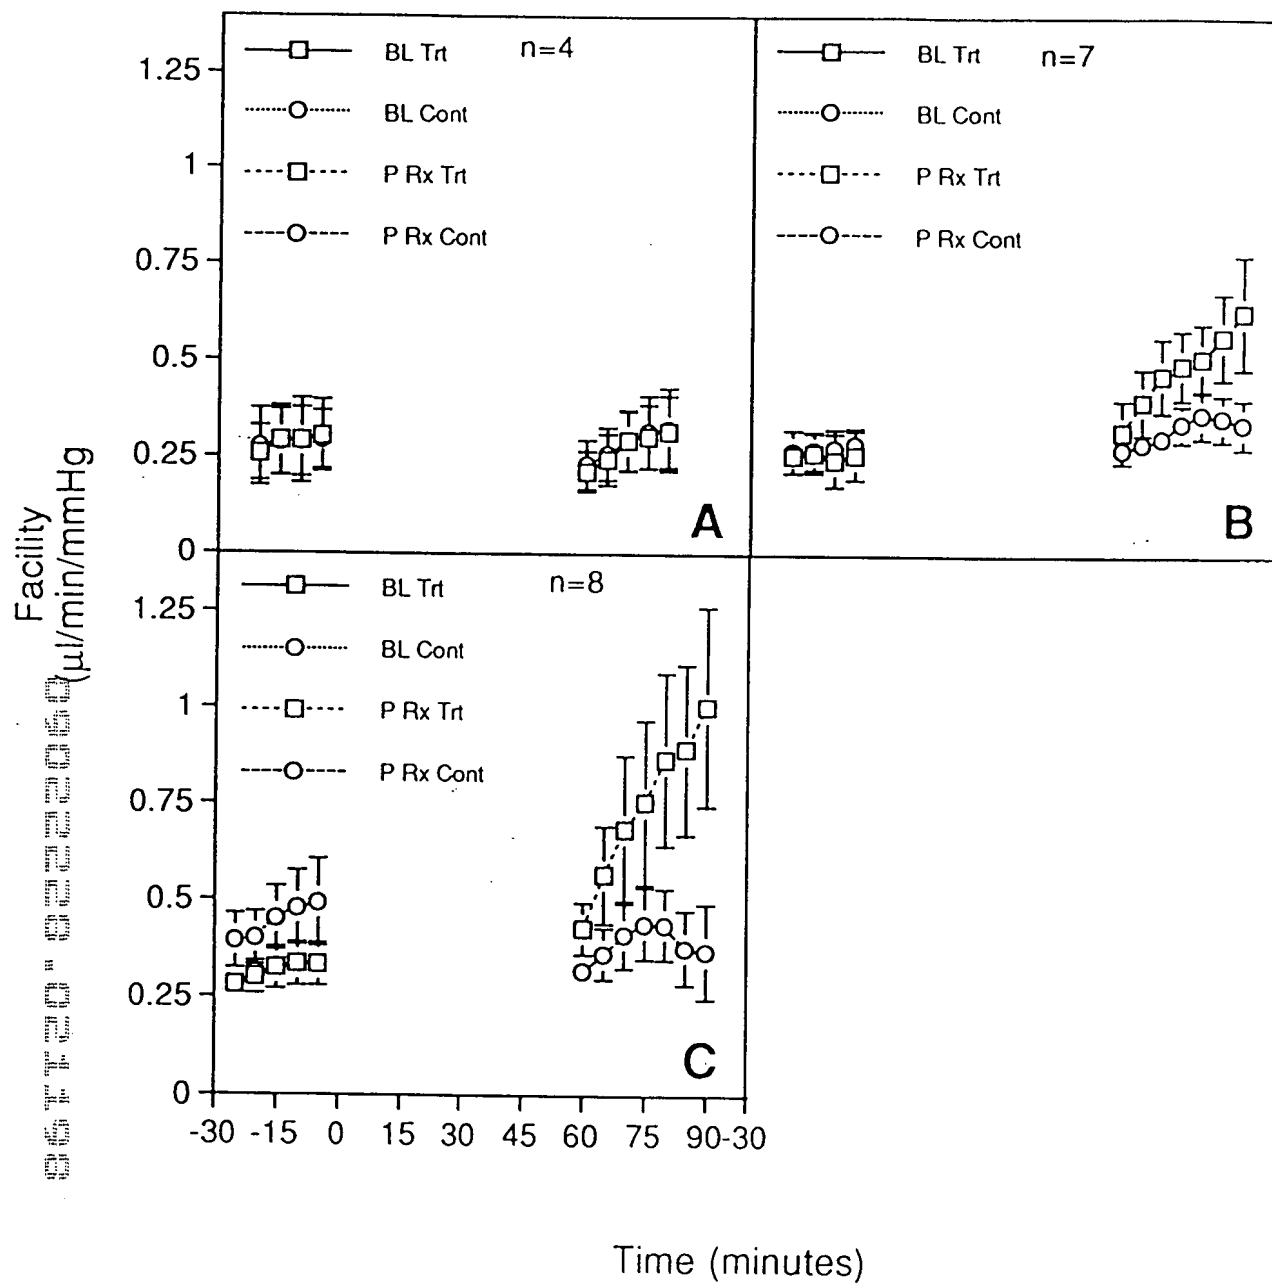 BL Trt n=4
BL Cont
P Rx Trt
P Rx Cont
1.25
1
0.75
0.5
0.25
0
A
BL Trt n=7
BL Cont
P Rx Trt
P Rx Cont
B
Facility
(µl/min/mmHg
BL Trt n=8
BL Cont
P Rx Trt
P Rx Cont
1.25
1
0.75
0.5
0.25
0
C
-30 -15 0 15 30 45 60 75 90-30
Time (minutes)